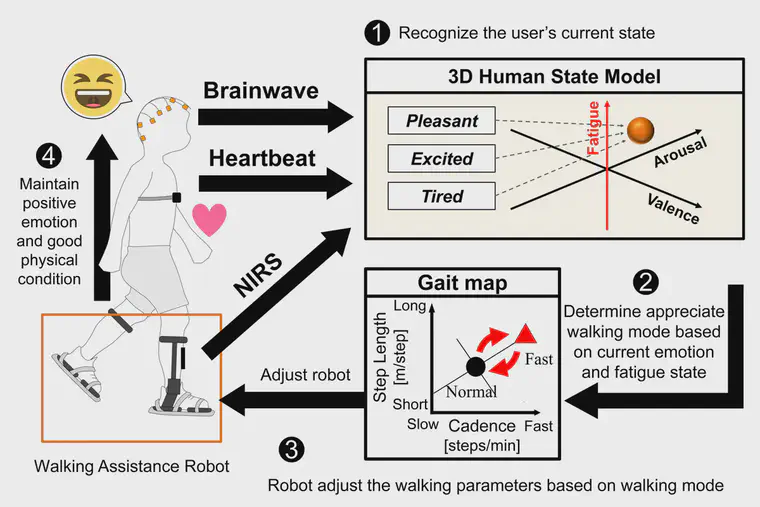 1 Recognize the user's current state
3D Human State Model
Pleasant
Excited
Tired
Fatigue
Arousal
Valence
Brainwave
Heartbeat
NIRS
4
Maintain
positive
emotion
and good
physical
condition
2
Determine appreciate
walking mode based
on current emotion
and fatigue state
Gait map
Long
Step Length
[m/step]
Short
Slow
Normal
Fast
Cadence
[steps/min]
Fast
Adjust robot
Walking Assistance Robot
3
Robot adjust the walking parameters based on walking mode